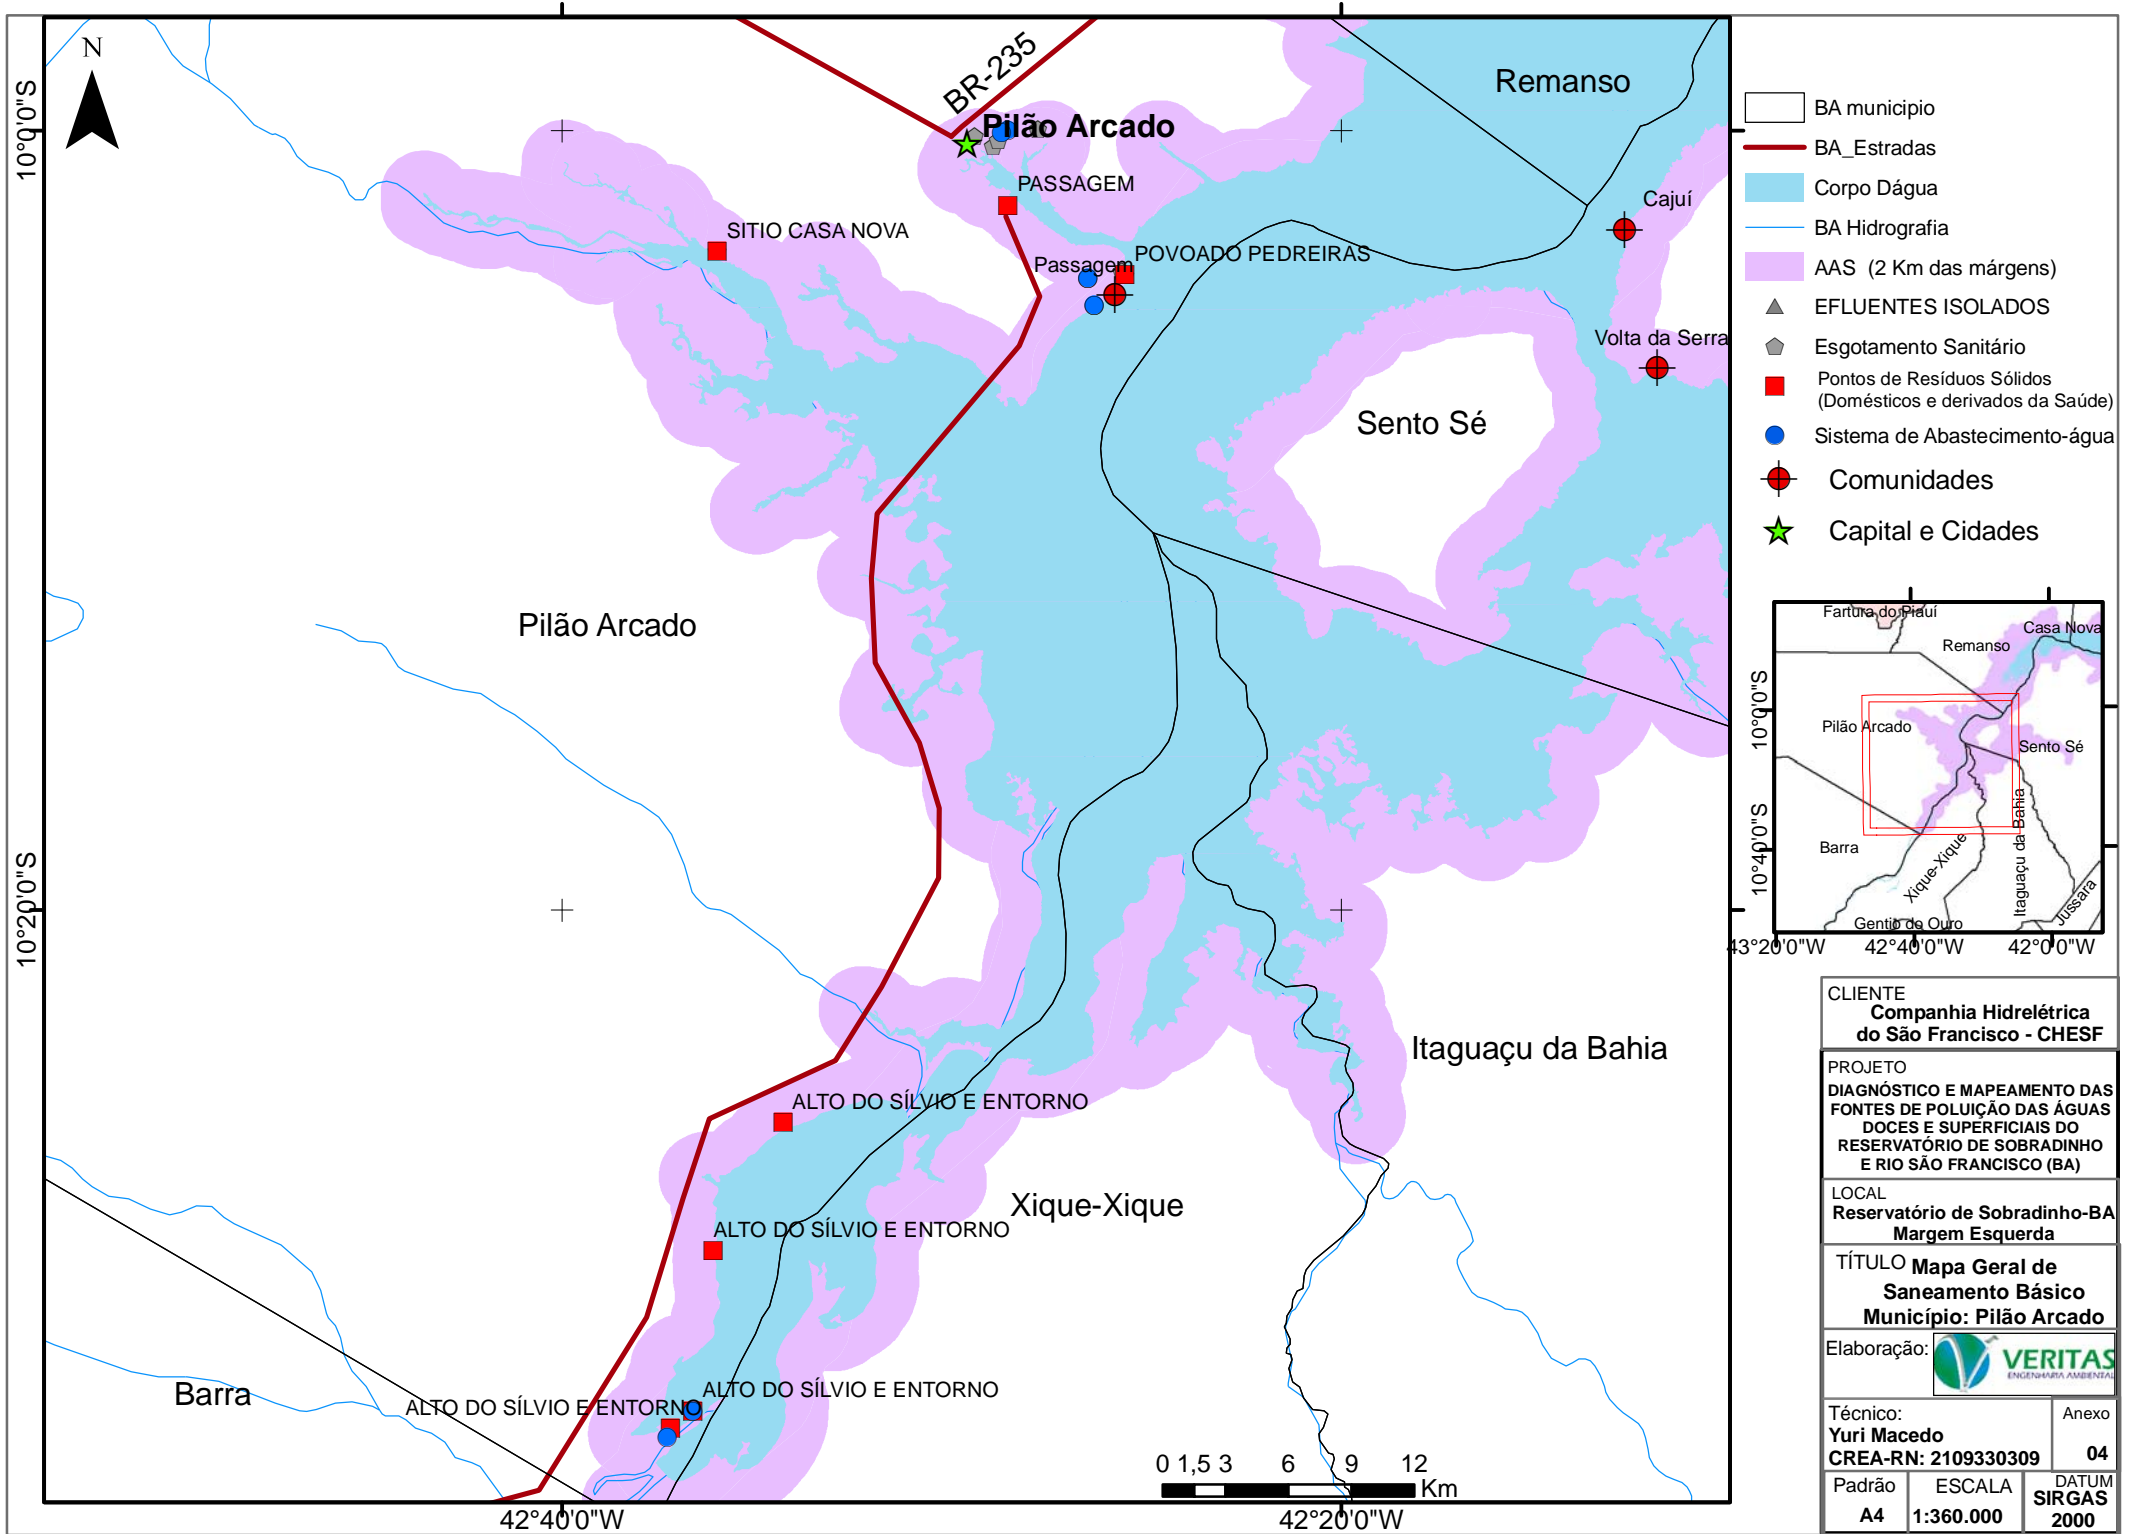 N
BR-235
Remanso
Pilão Arcado
PASSAGEM
SITIO CASA NOVA
Cajuí
POVOADO PEDREIRAS
Passagem
Volta da Serra
Sento Sé
Pilão Arcado
Itaguaçu da Bahia
ALTO DO SÍLVIO E ENTORNO
Xique-Xique
ALTO DO SÍLVIO E ENTORNO
ALTO DO SÍLVIO E ENTORNO
ALTO DO SÍLVIO E ENTORNO
Barra
0 1,5 3 6 9 12
Km
10°0'0"S
10°20'0"S
42°40'0"W
42°20'0"W
BA municipio
BA_Estradas
Corpo Dágua
BA Hidrografia
AAS (2 Km das márgens)
EFLUENTES ISOLADOS
Esgotamento Sanitário
Pontos de Resíduos Sólidos
(Domésticos e derivados da Saúde)
Sistema de Abastecimento-água
Comunidades
Capital e Cidades
Fartura do Piauí
Casa Nova
Remanso
Pilão Arcado
Sento Sé
Barra
Xique-Xique
Itaguaçu da Bahia
Jussara
Gentio do Ouro
10°0'0"S
10°40'0"S
43°20'0"W
42°40'0"W
42°0'0"W
CLIENTE
Companhia Hidrelétrica
do São Francisco - CHESF
PROJETO
DIAGNÓSTICO E MAPEAMENTO DAS
FONTES DE POLUIÇÃO DAS ÁGUAS
DOCES E SUPERFICIAIS DO
RESERVATÓRIO DE SOBRADINHO
E RIO SÃO FRANCISCO (BA)
LOCAL
Reservatório de Sobradinho-BA
Margem Esquerda
TÍTULO Mapa Geral de
Saneamento Básico
Município: Pilão Arcado
Elaboração:
VERITAS
ENGENHARIA AMBIENTAL
Técnico:
Yuri Macedo
CREA-RN: 2109330309
Anexo
04
Padrão
A4
ESCALA
1:360.000
DATUM
SIRGAS
2000